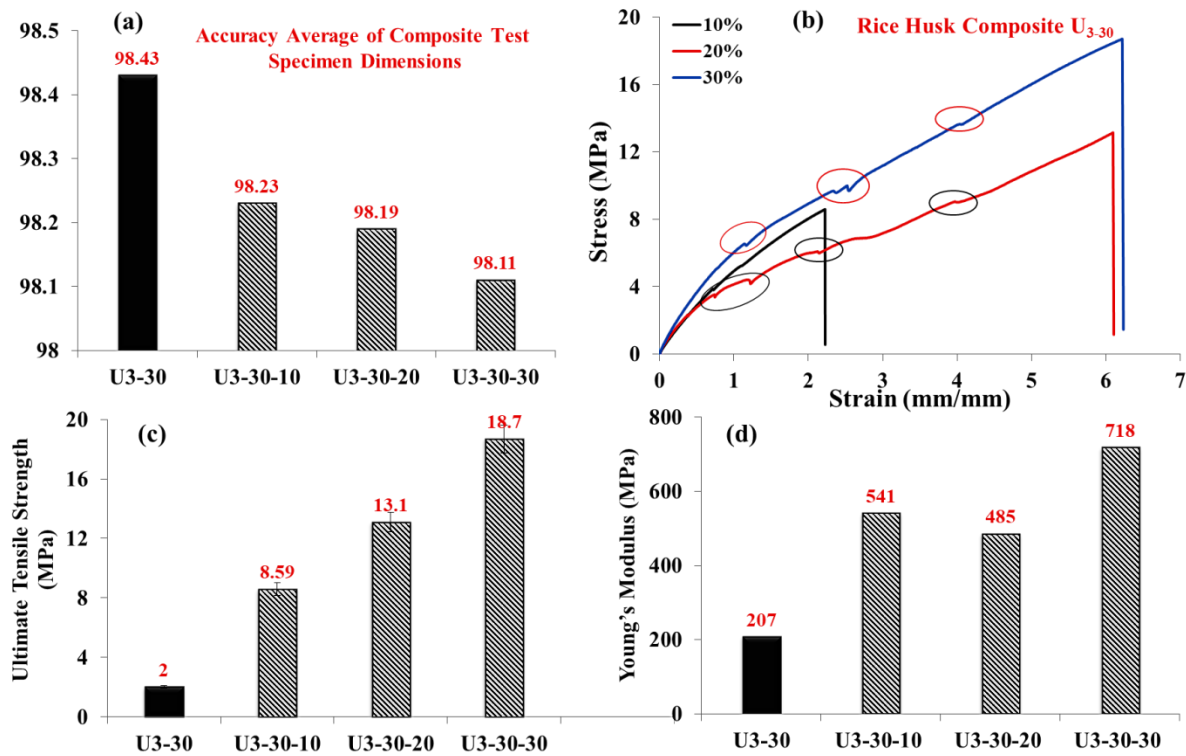 (a)
Accuracy Average of Composite Test
Specimen Dimensions
98.5
98.4
98.3
98.2
98.1
98
98.43
98.23
98.19
98.11
U3-30
U3-30-10
U3-30-20
U3-30-30
(b)
Rice Husk Composite U3-30
10%
20%
30%
Stress (MPa)
20
16
12
8
4
0
0 1 2 3 4 5 6 7
Strain (mm/mm)
(c)
Ultimate Tensile Strength
(MPa)
20
16
12
8
4
0
2
8.59
13.1
18.7
U3-30
U3-30-10
U3-30-20
U3-30-30
(d)
Young's Modulus (MPa)
800
600
400
200
0
207
541
485
718
U3-30
U3-30-10
U3-30-20
U3-30-30